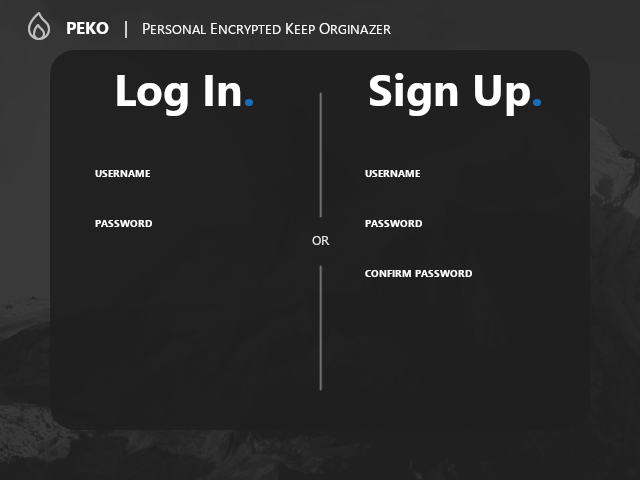 PEKO | Personal Encrypted Keep Orginazer
Log In.
USERNAME
PASSWORD
OR
Sign Up.
USERNAME
PASSWORD
CONFIRM PASSWORD